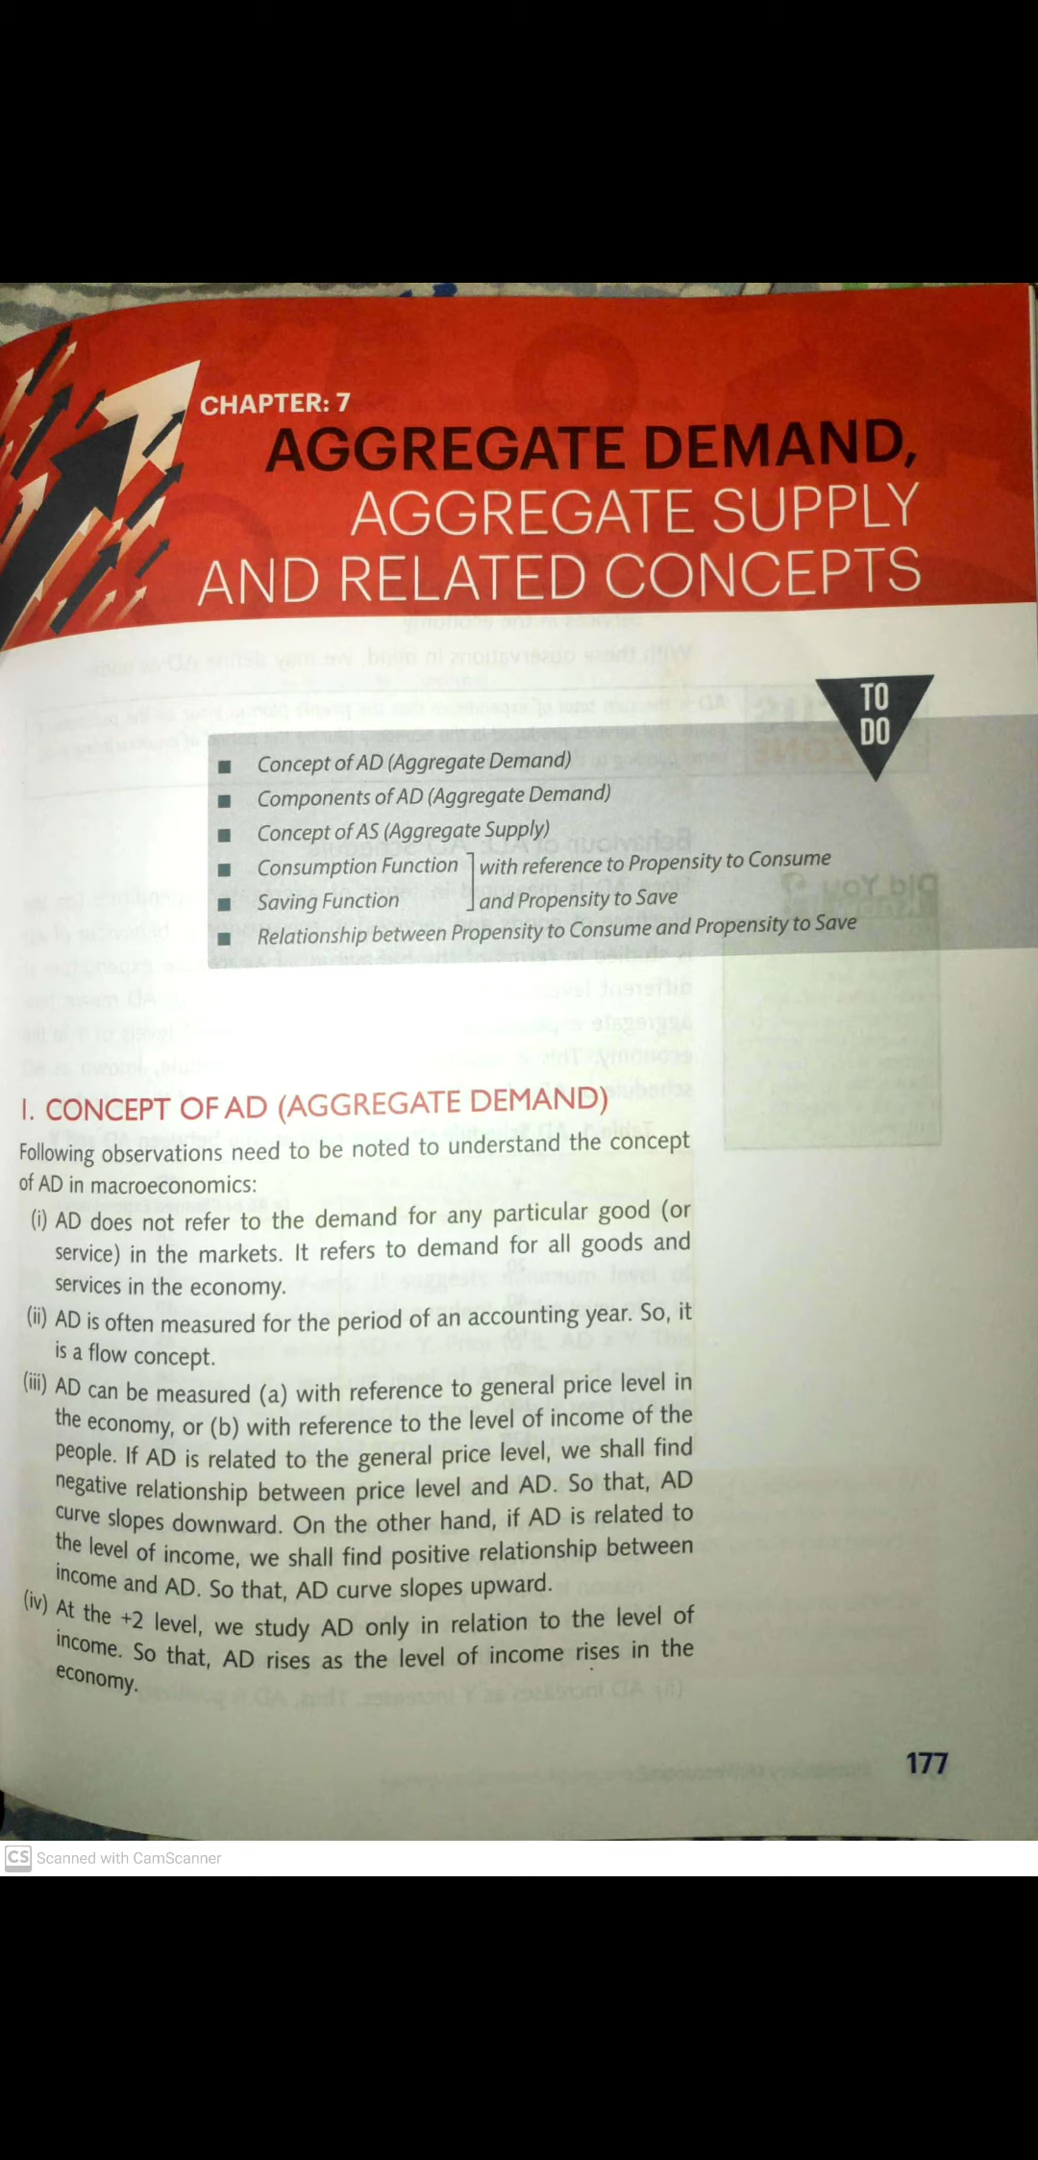 CHAPTER: 7
AGGREGATE DEMAND,
AGGREGATE SUPPLY
AND RELATED CONCEPTS
TO
DO
■ Concept of AD (Aggregate Demand)
■ Components of AD (Aggregate Demand)
■ Concept of AS (Aggregate Supply)
■ Consumption Function ] with reference to Propensity to Consume
■ Saving Function ] and Propensity to Save
■ Relationship between Propensity to Consume and Propensity to Save
I. CONCEPT OF AD (AGGREGATE DEMAND)
Following observations need to be noted to understand the concept
of AD in macroeconomics:
(i) AD does not refer to the demand for any particular good (or
service) in the markets. It refers to demand for all goods and
services in the economy.
(ii) AD is often measured for the period of an accounting year. So, it
is a flow concept.
(iii) AD can be measured (a) with reference to general price level in
the economy, or (b) with reference to the level of income of the
people. If AD is related to the general price level, we shall find
negative relationship between price level and AD. So that, AD
curve slopes downward. On the other hand, if AD is related to
the level of income, we shall find positive relationship between
income and AD. So that, AD curve slopes upward.
(iv) At the +2 level, we study AD only in relation to the level of
income. So that, AD rises as the level of income rises in the
economy.
177
CS Scanned with CamScanner